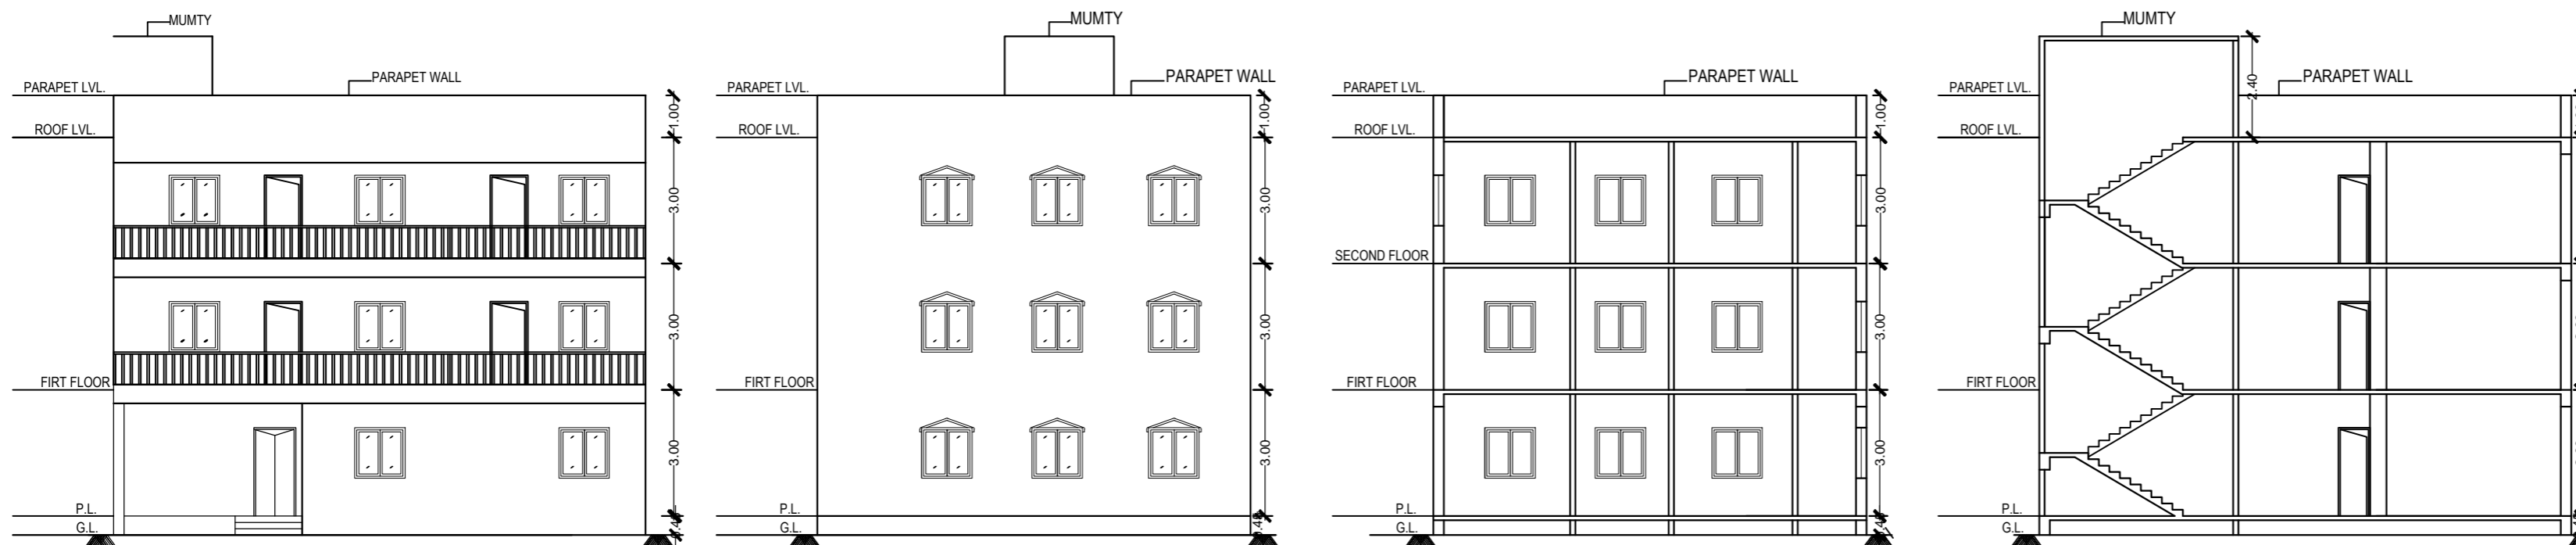 MUMTY
PARAPET WALL
PARAPET LVL.
ROOF LVL.
FIRT FLOOR
P.L.
G.L.
1.00
3.00
3.00
3.00
MUMTY
PARAPET WALL
PARAPET LVL.
ROOF LVL.
FIRT FLOOR
P.L.
G.L.
1.00
3.00
3.00
3.00
PARAPET WALL
PARAPET LVL.
ROOF LVL.
SECOND FLOOR
FIRT FLOOR
P.L.
G.L.
1.00
3.00
3.00
3.00
MUMTY
2.40
PARAPET WALL
PARAPET LVL.
ROOF LVL.
FIRT FLOOR
P.L.
G.L.